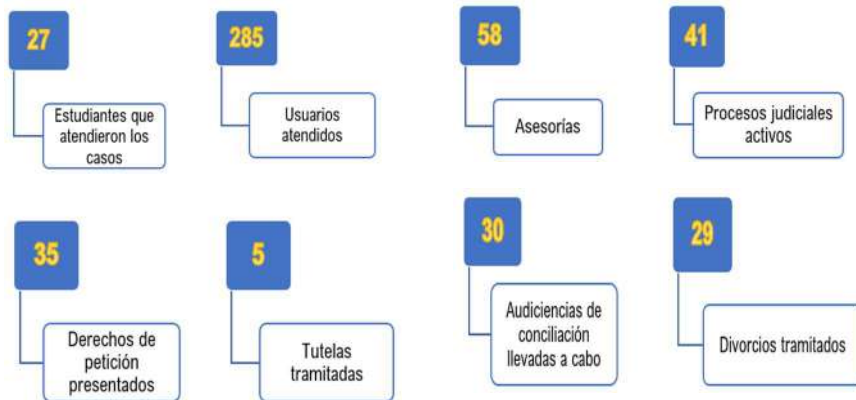 27
Estudiantes que
atendieron los
casos
285
Usuarios
atendidos
58
Asesorías
41
Procesos judiciales
activos
35
Derechos de
petición
presentados
5
Tutelas
tramitadas
30
Audiciencias de
conciliación
llevadas a cabo
29
Divorcios tramitados